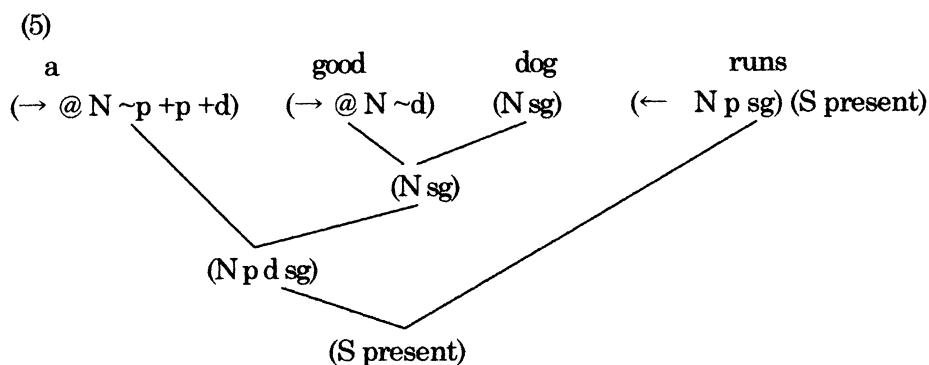 (5)
a good dog runs
(→ @ N ~p +p +d) (→ @ N ~d) (N sg) (← N p sg) (S present)
(N sg)
(N p d sg)
(S present)